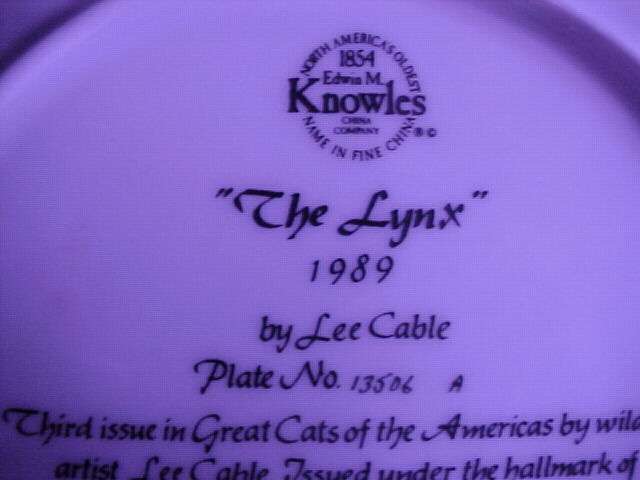 NORTH AMERICA'S OLDEST
1854
Edwin M.
Knowles
CHINA
COMPANY
®©
NAME IN FINE CHINA
"The Lynx"
1989
by Lee Cable
Plate No. 13506 A
Third issue in Great Cats of the Americas by wild
artist Lee Cable. Issued under the hallmark of